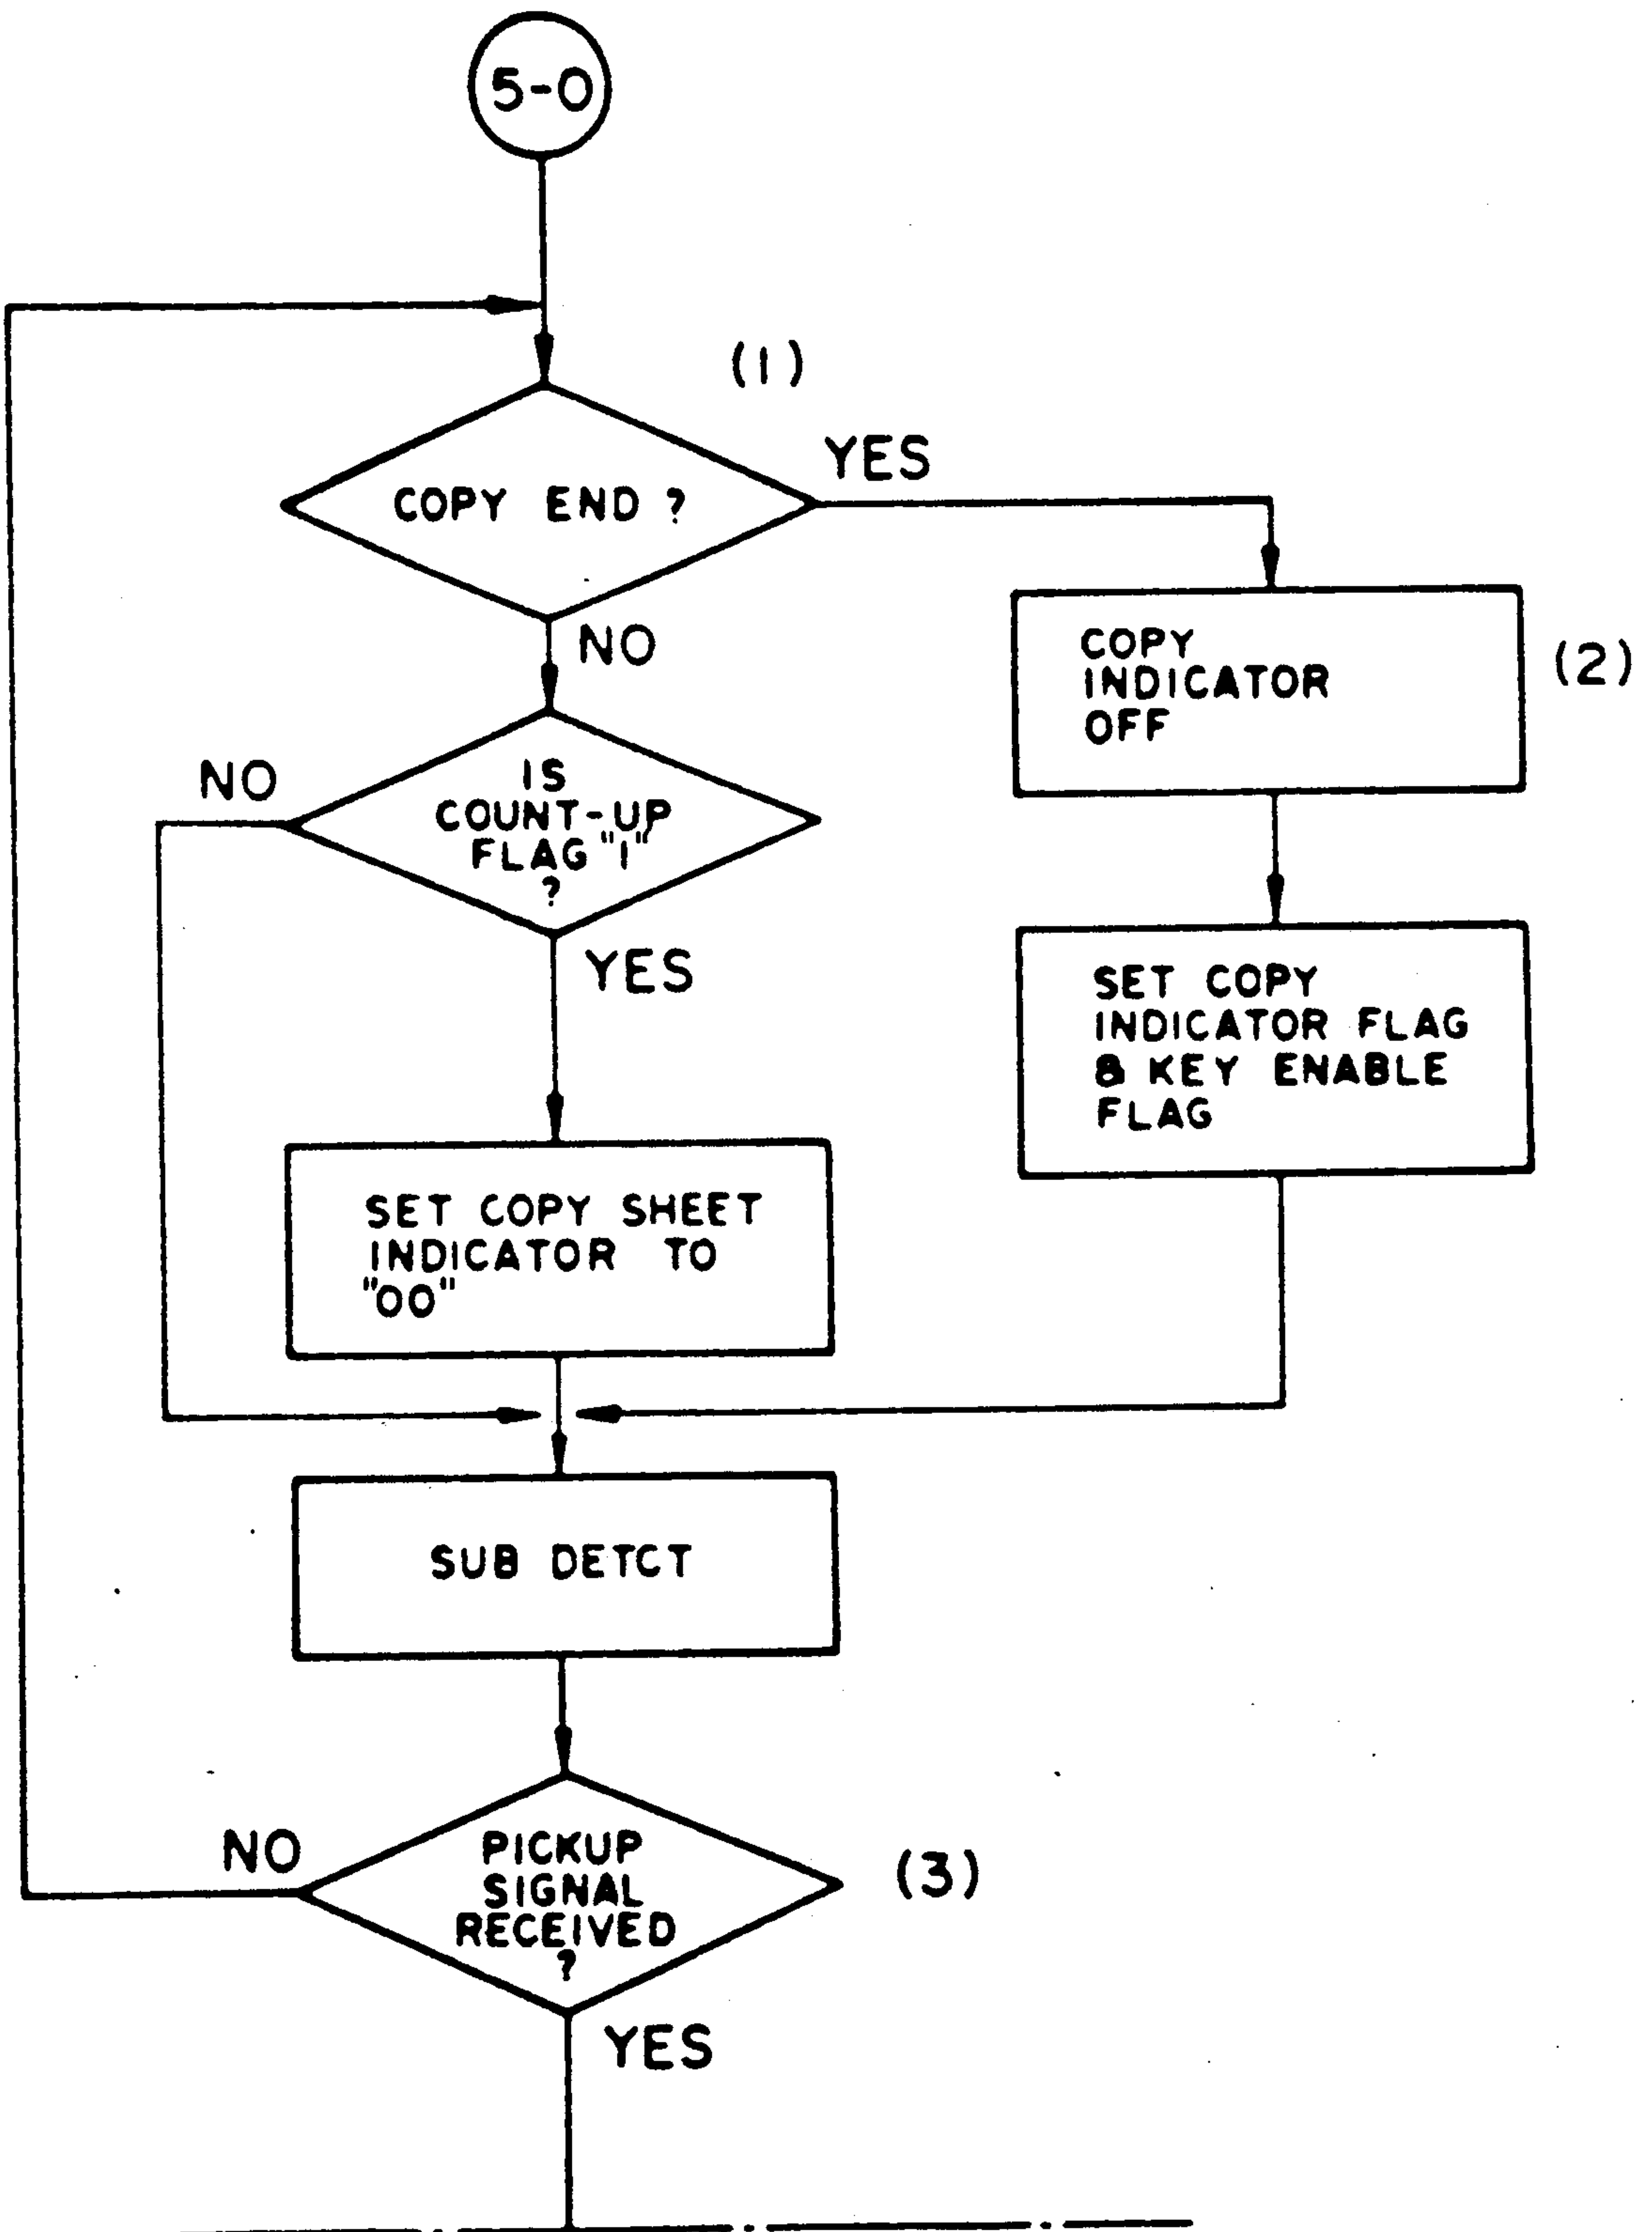 5-0
(1)
COPY END ?
YES
NO
COPY
INDICATOR
OFF
(2)
IS
COUNT-UP
FLAG "1"
?
NO
YES
SET COPY
INDICATOR FLAG
& KEY ENABLE
FLAG
SET COPY SHEET
INDICATOR TO
"00"
SUB DETCT
PICKUP
SIGNAL
RECEIVED
?
NO
(3)
YES